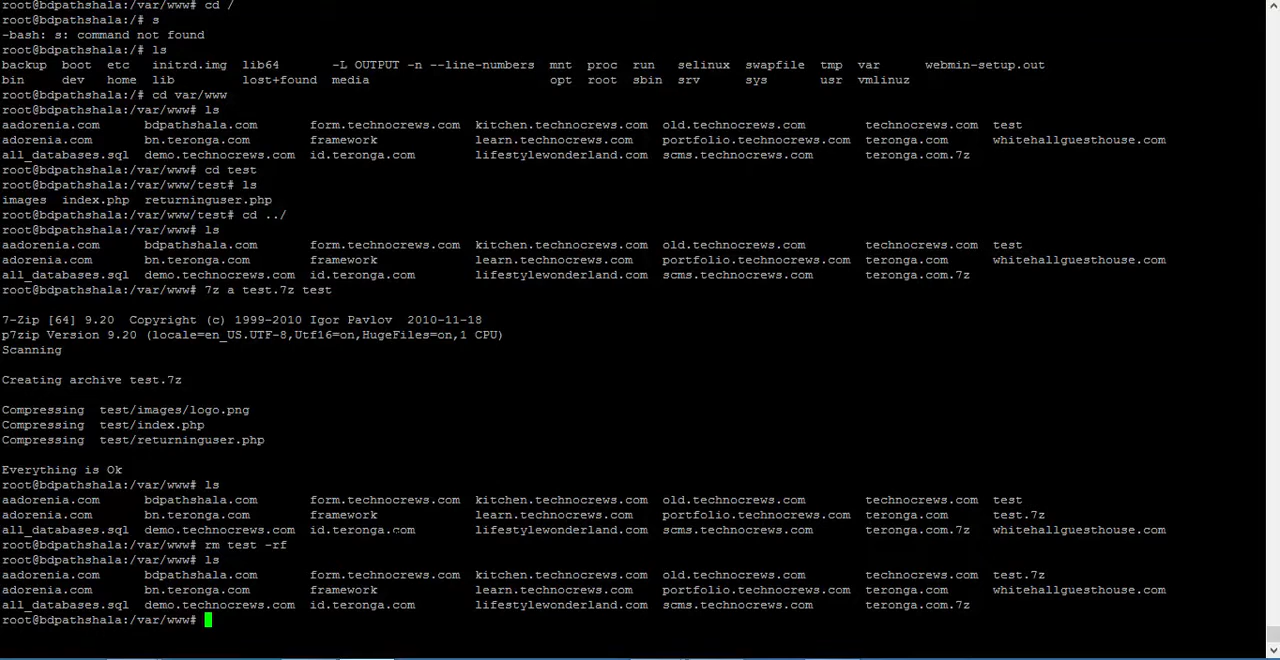 root@bdpathshala:/var/www# cd /
root@bdpathshala:/# s
-bash: s: command not found
root@bdpathshala:/# ls
backup  boot  etc   initrd.img  lib64       -L OUTPUT -n --line-numbers  mnt  proc  run   selinux  swapfile  tmp  var      webmin-setup.out
bin     dev   home  lib         lost+found  media                        opt  root  sbin  srv      sys       usr  vmlinuz
root@bdpathshala:/# cd var/www
root@bdpathshala:/var/www# ls
aadorenia.com      bdpathshala.com      form.technocrews.com  kitchen.technocrews.com  old.technocrews.com        technocrews.com  test
adorenia.com       bn.teronga.com       framework             learn.technocrews.com    portfolio.technocrews.com  teronga.com      whitehallguesthouse.com
all_databases.sql  demo.technocrews.com  id.teronga.com        lifestylewonderland.com  scms.technocrews.com       teronga.com.7z
root@bdpathshala:/var/www# cd test
root@bdpathshala:/var/www/test# ls
images  index.php  returninguser.php
root@bdpathshala:/var/www/test# cd ../
root@bdpathshala:/var/www# ls
aadorenia.com      bdpathshala.com      form.technocrews.com  kitchen.technocrews.com  old.technocrews.com        technocrews.com  test
adorenia.com       bn.teronga.com       framework             learn.technocrews.com    portfolio.technocrews.com  teronga.com      whitehallguesthouse.com
all_databases.sql  demo.technocrews.com  id.teronga.com        lifestylewonderland.com  scms.technocrews.com       teronga.com.7z
root@bdpathshala:/var/www# 7z a test.7z test
7-Zip [64] 9.20  Copyright (c) 1999-2010 Igor Pavlov  2010-11-18
p7zip Version 9.20 (locale=en_US.UTF-8,Utf16=on,HugeFiles=on,1 CPU)
Scanning
Creating archive test.7z
Compressing  test/images/logo.png
Compressing  test/index.php
Compressing  test/returninguser.php
Everything is Ok
root@bdpathshala:/var/www# ls
aadorenia.com      bdpathshala.com      form.technocrews.com  kitchen.technocrews.com  old.technocrews.com        technocrews.com  test
adorenia.com       bn.teronga.com       framework             learn.technocrews.com    portfolio.technocrews.com  teronga.com      test.7z
all_databases.sql  demo.technocrews.com  id.teronga.com        lifestylewonderland.com  scms.technocrews.com       teronga.com.7z   whitehallguesthouse.com
root@bdpathshala:/var/www# rm test -rf
root@bdpathshala:/var/www# ls
aadorenia.com      bdpathshala.com      form.technocrews.com  kitchen.technocrews.com  old.technocrews.com        technocrews.com  test.7z
adorenia.com       bn.teronga.com       framework             learn.technocrews.com    portfolio.technocrews.com  teronga.com      whitehallguesthouse.com
all_databases.sql  demo.technocrews.com  id.teronga.com        lifestylewonderland.com  scms.technocrews.com       teronga.com.7z
root@bdpathshala:/var/www#